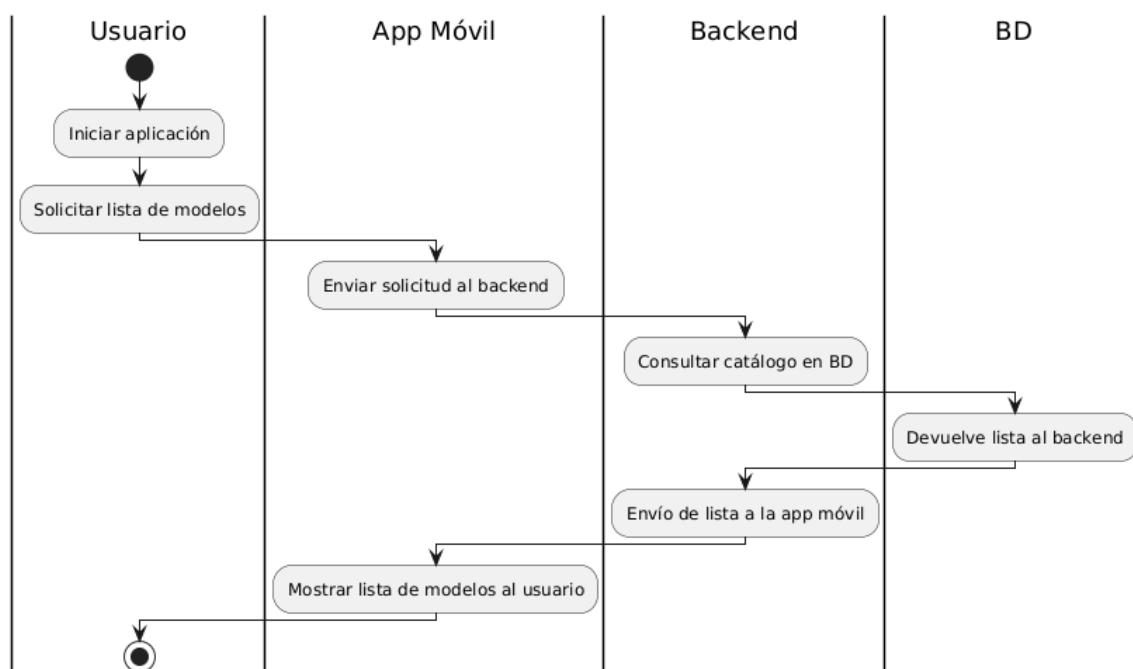 Usuario
App Móvil
Backend
BD
Iniciar aplicación
Solicitar lista de modelos
Enviar solicitud al backend
Consultar catálogo en BD
Devuelve lista al backend
Envío de lista a la app móvil
Mostrar lista de modelos al usuario